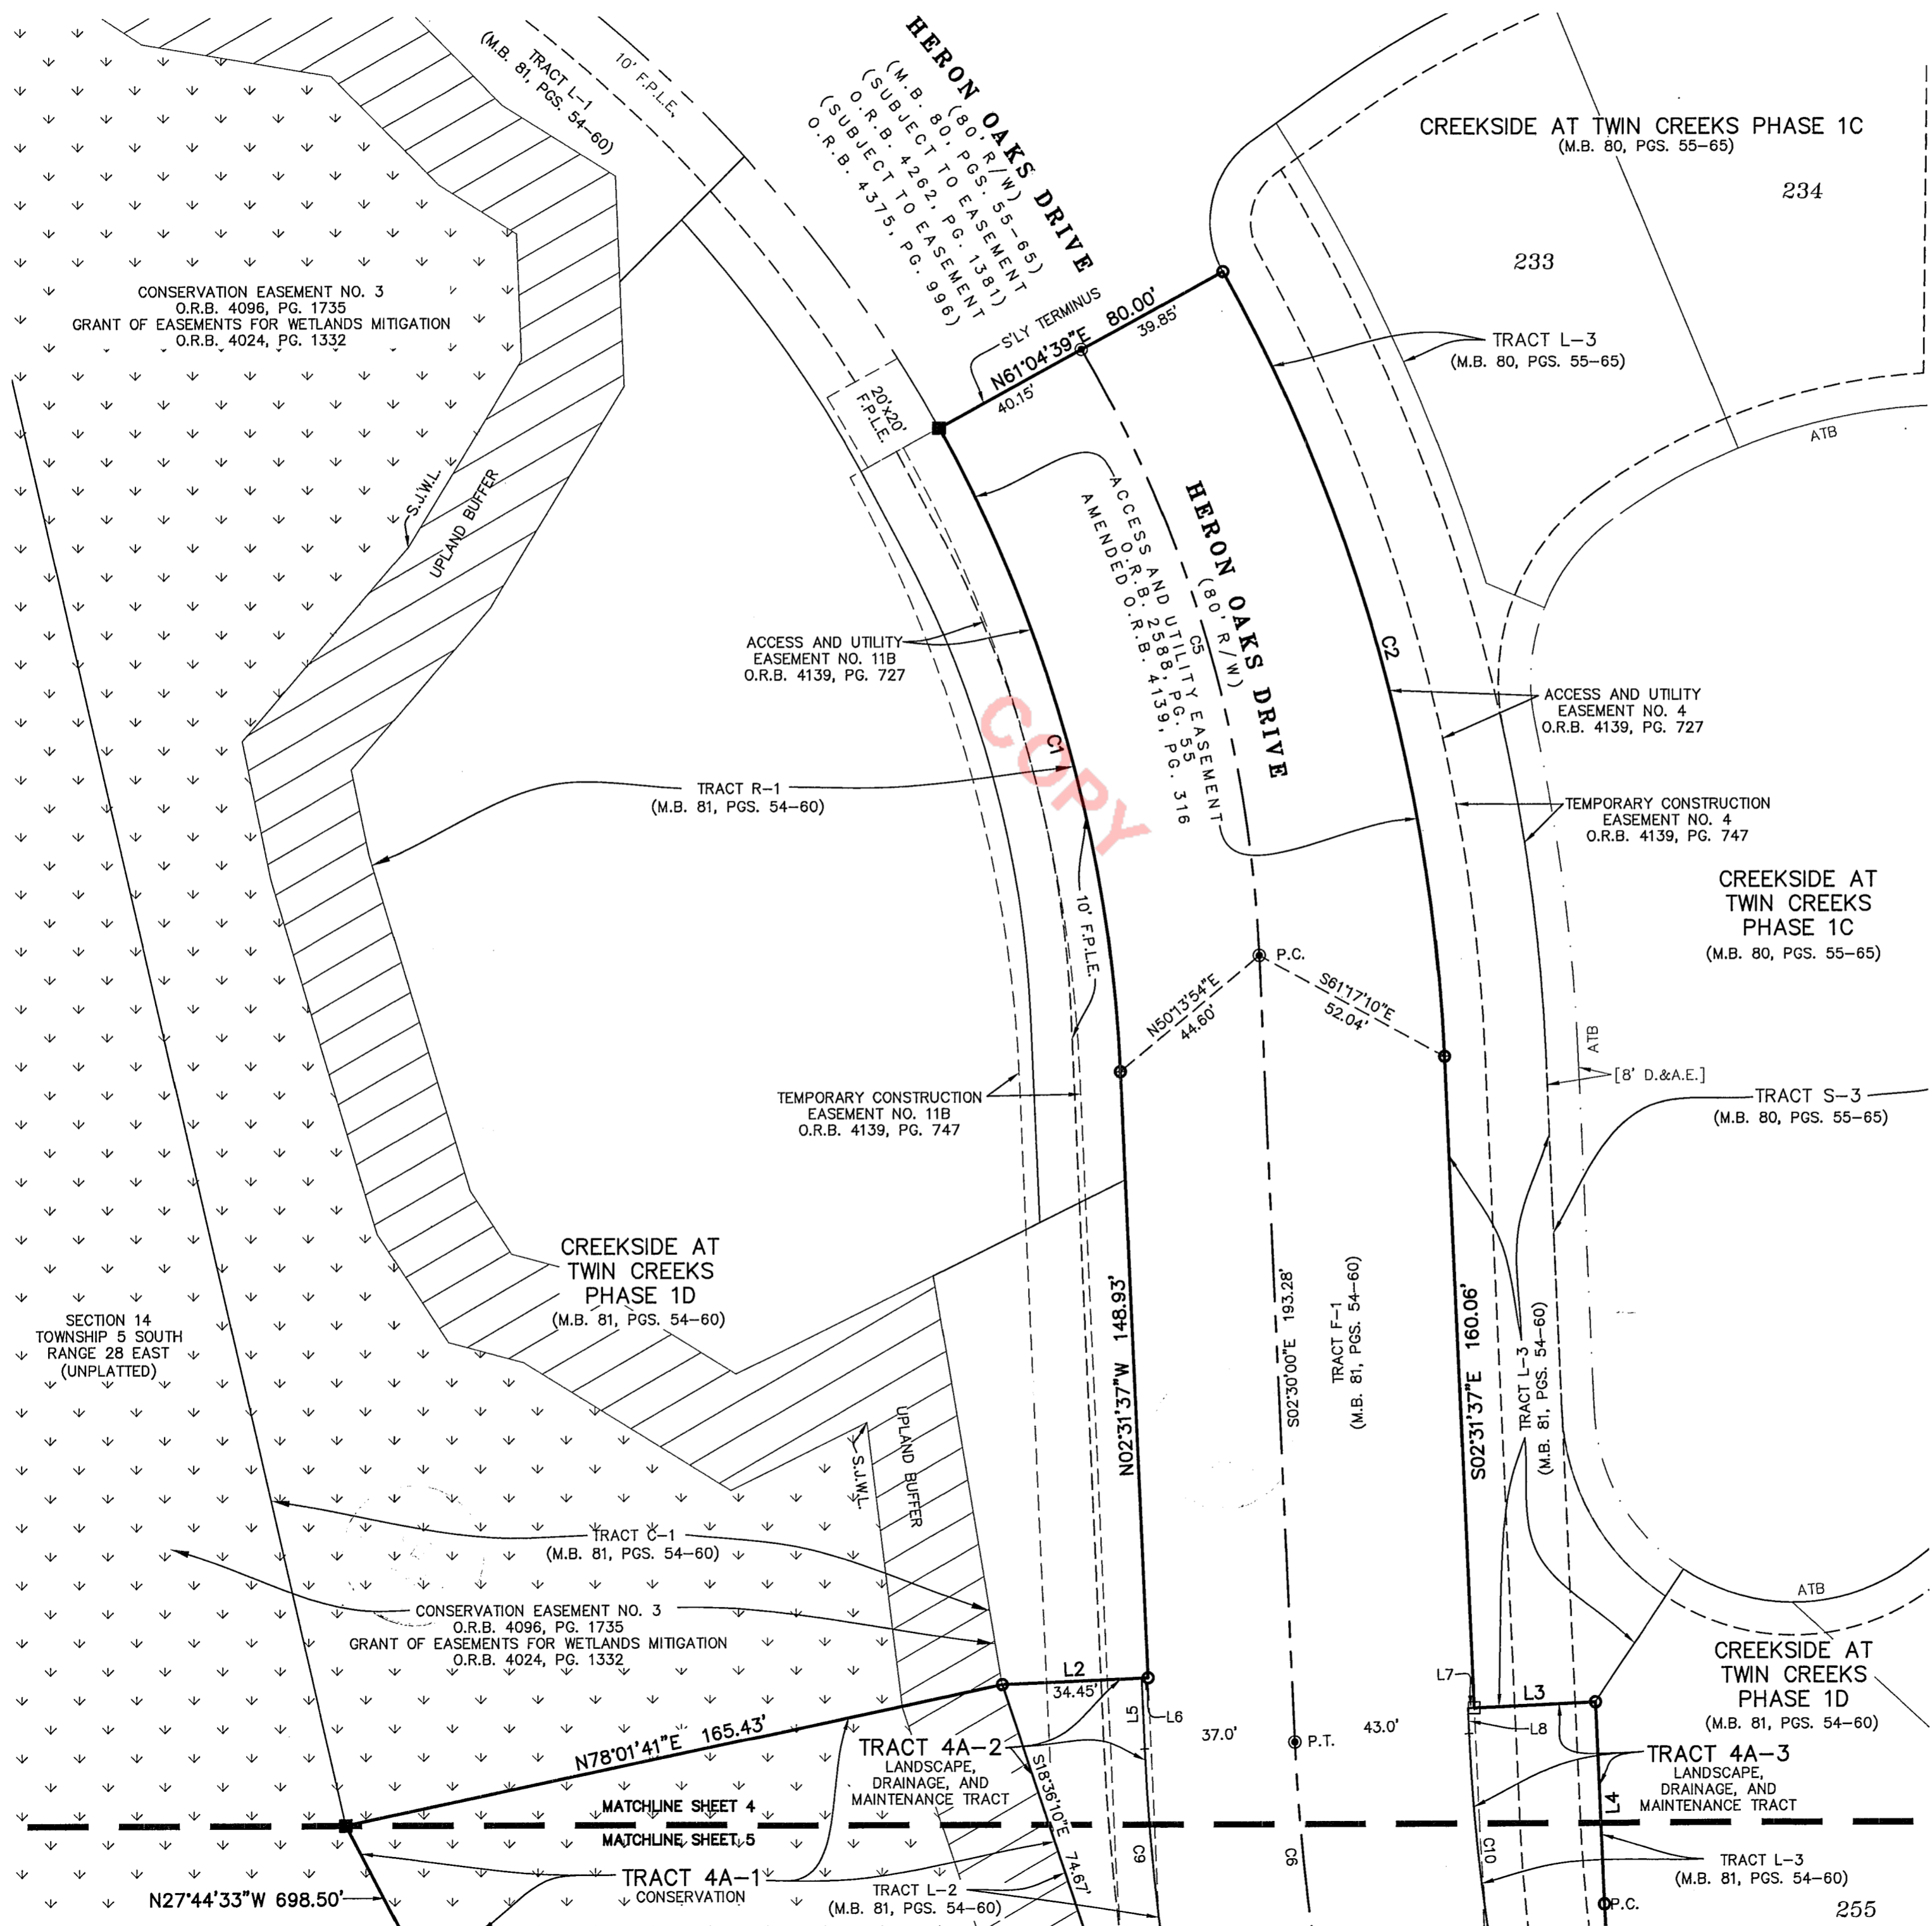 TRACT L-1
(M.B. 81, PGS. 54-60)
10' F.P.L.E.
HERON OAKS DRIVE
(80' R/W)
(M.B. 80, PGS. 55-65)
(SUBJECT TO EASEMENT
O.R.B. 4262, PG. 1381)
(SUBJECT TO EASEMENT
O.R.B. 4375, PG. 996)
CREEKSIDE AT TWIN CREEKS PHASE 1C
(M.B. 80, PGS. 55-65)
234
233
CONSERVATION EASEMENT NO. 3
O.R.B. 4096, PG. 1735
GRANT OF EASEMENTS FOR WETLANDS MITIGATION
O.R.B. 4024, PG. 1332
S'LY TERMINUS
N61°04'39"E 80.00'
39.85'
40.15'
TRACT L-3
(M.B. 80, PGS. 55-65)
20'x20'
F.P.L.E.
ATB
S.J.W.L.
UPLAND BUFFER
ACCESS AND UTILITY EASEMENT
O.R.B. 2588, PG. 55
AMENDED O.R.B. 4139, PG. 316
HERON OAKS DRIVE
(80' R/W)
C5
C2
ACCESS AND UTILITY
EASEMENT NO. 11B
O.R.B. 4139, PG. 727
ACCESS AND UTILITY
EASEMENT NO. 4
O.R.B. 4139, PG. 727
COPY
C1
TRACT R-1
(M.B. 81, PGS. 54-60)
TEMPORARY CONSTRUCTION
EASEMENT NO. 4
O.R.B. 4139, PG. 747
CREEKSIDE AT
TWIN CREEKS
PHASE 1C
(M.B. 80, PGS. 55-65)
10' F.P.L.E.
P.C.
N50°13'54"E
44.60'
S61°17'10"E
52.04'
ATB
[8' D.&A.E.]
TRACT S-3
(M.B. 80, PGS. 55-65)
TEMPORARY CONSTRUCTION
EASEMENT NO. 11B
O.R.B. 4139, PG. 747
CREEKSIDE AT
TWIN CREEKS
PHASE 1D
(M.B. 81, PGS. 54-60)
SECTION 14
TOWNSHIP 5 SOUTH
RANGE 28 EAST
(UNPLATTED)
N02°31'37"W 148.93'
S02°30'00"E 193.28'
TRACT F-1
(M.B. 81, PGS. 54-60)
S02°31'37"E 160.06'
TRACT L-3
(M.B. 81, PGS. 54-60)
UPLAND BUFFER
S.J.W.L.
TRACT C-1
(M.B. 81, PGS. 54-60)
CONSERVATION EASEMENT NO. 3
O.R.B. 4096, PG. 1735
GRANT OF EASEMENTS FOR WETLANDS MITIGATION
O.R.B. 4024, PG. 1332
ATB
CREEKSIDE AT
TWIN CREEKS
PHASE 1D
(M.B. 81, PGS. 54-60)
L2
34.45'
L7
L3
L5
L6
L8
37.0'
43.0'
P.T.
N78°01'41"E 165.43'
TRACT 4A-2
LANDSCAPE,
DRAINAGE, AND
MAINTENANCE TRACT
TRACT 4A-3
LANDSCAPE,
DRAINAGE, AND
MAINTENANCE TRACT
S18°36'10"E 74.67'
L4
MATCHLINE SHEET 4
MATCHLINE SHEET 5
C9
C6
C10
TRACT 4A-1
CONSERVATION
N27°44'33"W 698.50'
TRACT L-2
(M.B. 81, PGS. 54-60)
TRACT L-3
(M.B. 81, PGS. 54-60)
P.C.
255